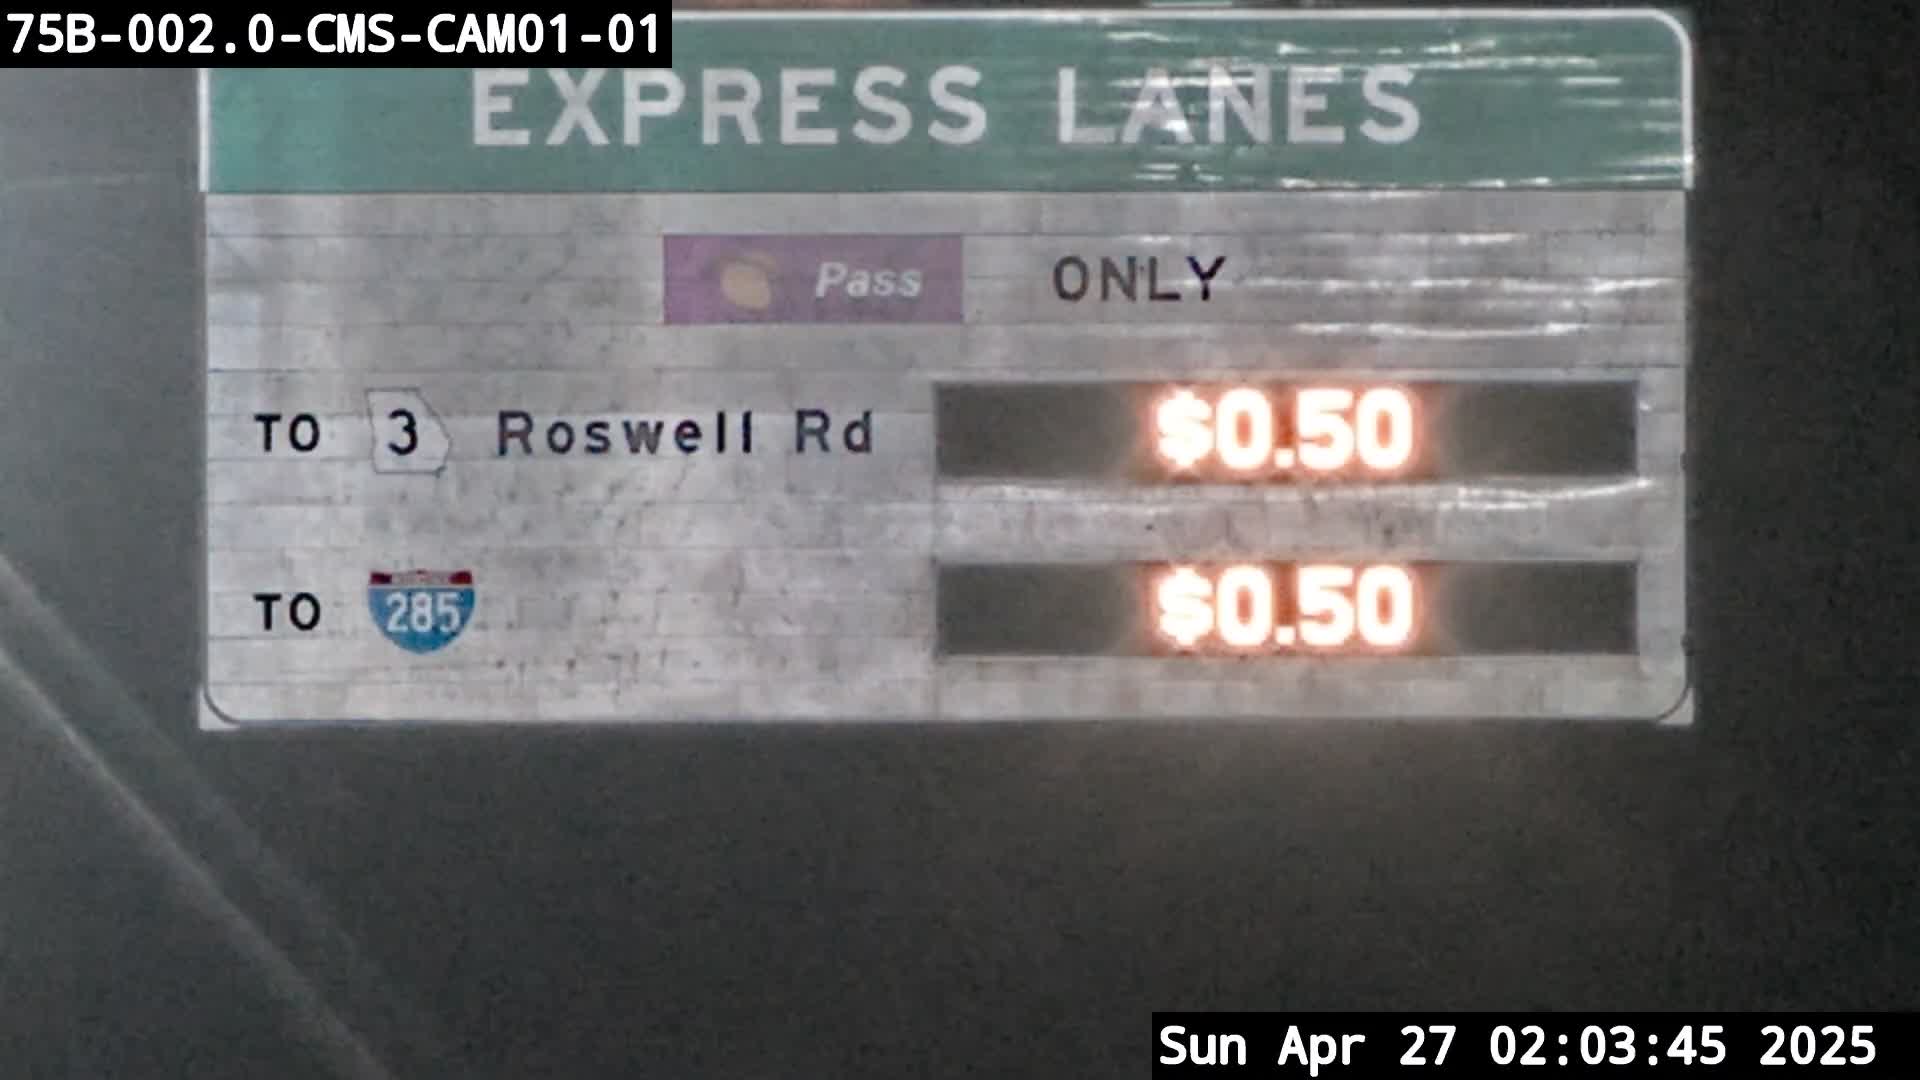 75B-002.0-CMS-CAM01-01
EXPRESS LANES
Pass ONLY
TO 3 Roswell Rd $0.50
TO 285 $0.50
Sun Apr 27 02:03:45 2025